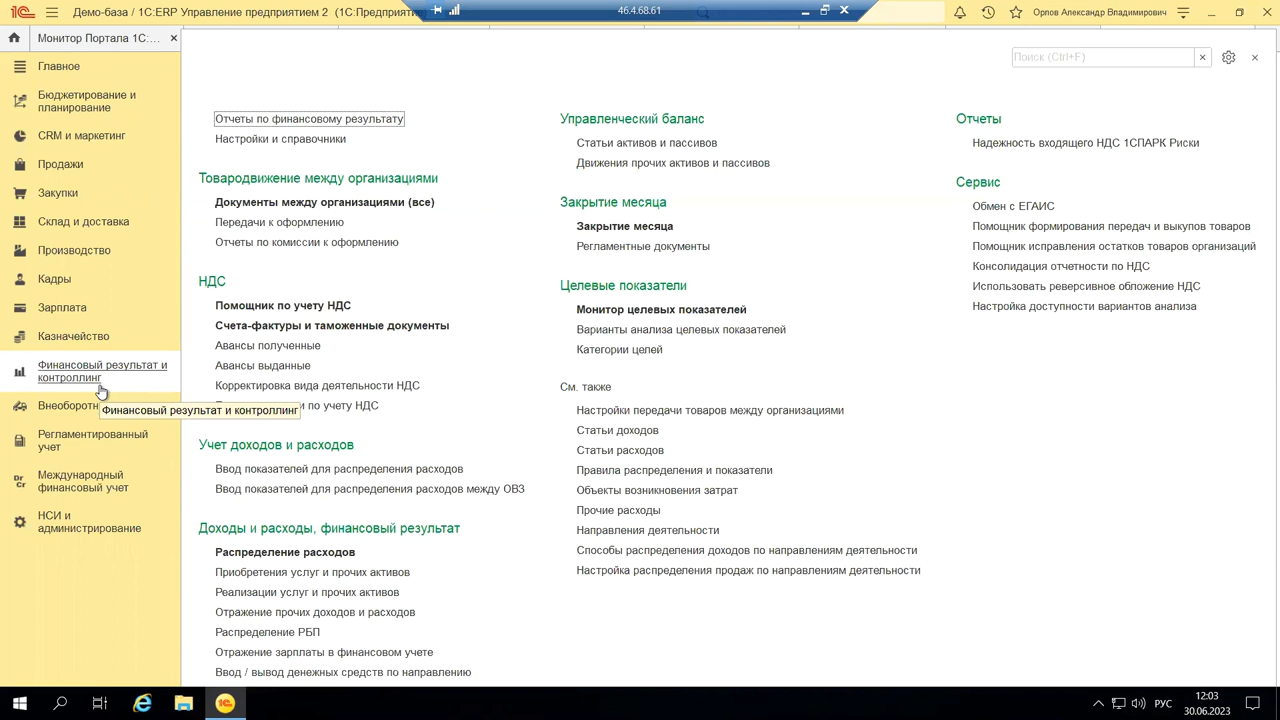 Демо-база / 1С:ERP Управление предприятием 2 (1С:Предприяти
46.4.68.61
Орлов Александр Владимирович
Монитор Портала 1С:...
Поиск (Ctrl+F)
Главное
Бюджетирование и
планирование
CRM и маркетинг
Продажи
Закупки
Склад и доставка
Производство
Кадры
Зарплата
Казначейство
Финансовый результат и
контроллинг
Внеоборотн
Финансовый результат и контроллинг
Регламентированный
учет
Dr
Cr
Международный
финансовый учет
НСИ и
администрирование
Отчеты по финансовому результату
Настройки и справочники
Товародвижение между организациями
Документы между организациями (все)
Передачи к оформлению
Отчеты по комиссии к оформлению
НДС
Помощник по учету НДС
Счета-фактуры и таможенные документы
Авансы полученные
Авансы выданные
Корректировка вида деятельности НДС
и по учету НДС
Учет доходов и расходов
Ввод показателей для распределения расходов
Ввод показателей для распределения расходов между ОВЗ
Доходы и расходы, финансовый результат
Распределение расходов
Приобретения услуг и прочих активов
Реализации услуг и прочих активов
Отражение прочих доходов и расходов
Распределение РБП
Отражение зарплаты в финансовом учете
Ввод / вывод денежных средств по направлению
Управленческий баланс
Статьи активов и пассивов
Движения прочих активов и пассивов
Закрытие месяца
Закрытие месяца
Регламентные документы
Целевые показатели
Монитор целевых показателей
Варианты анализа целевых показателей
Категории целей
См. также
Настройки передачи товаров между организациями
Статьи доходов
Статьи расходов
Правила распределения и показатели
Объекты возникновения затрат
Прочие расходы
Направления деятельности
Способы распределения доходов по направлениям деятельности
Настройка распределения продаж по направлениям деятельности
Отчеты
Надежность входящего НДС 1СПАРК Риски
Сервис
Обмен с ЕГАИС
Помощник формирования передач и выкупов товаров
Помощник исправления остатков товаров организаций
Консолидация отчетности по НДС
Использовать реверсивное обложение НДС
Настройка доступности вариантов анализа
РУС
12:03
30.06.2023